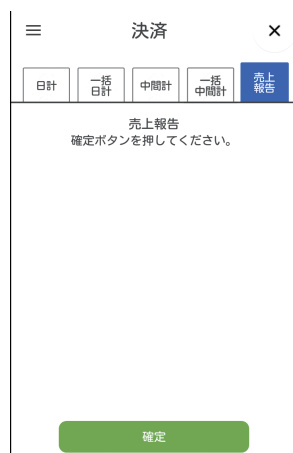 決済
日計
一括
日計
中間計
一括
中間計
売上
報告
売上報告
確定ボタンを押してください。
確定